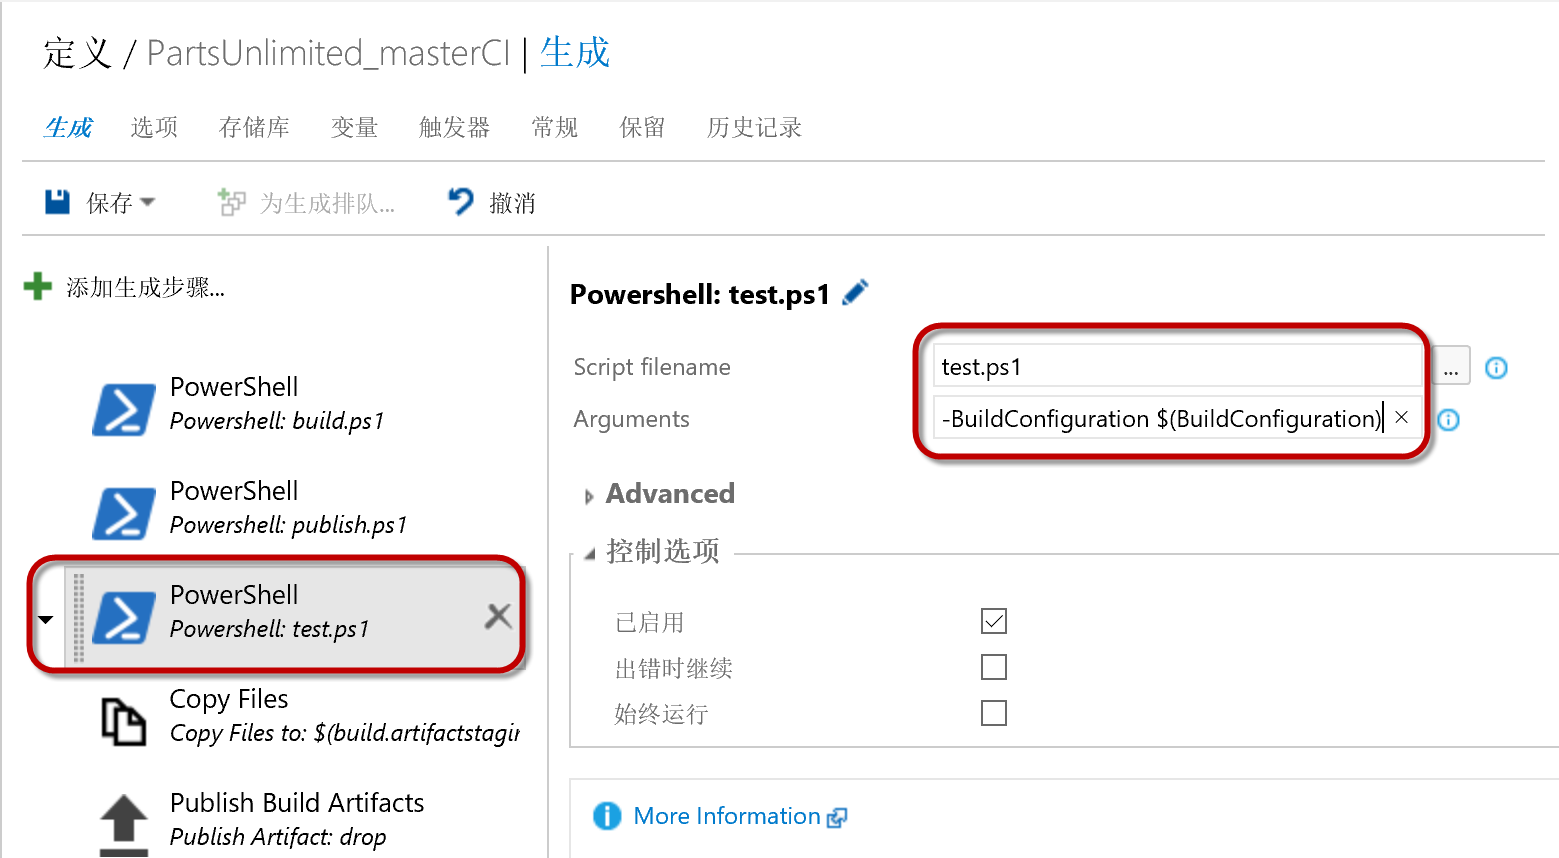 定义 / PartsUnlimited_masterCI | 生成
生成 选项 存储库 变量 触发器 常规 保留 历史记录
保存 为生成排队... 撤消
添加生成步骤...
PowerShell
Powershell: build.ps1
PowerShell
Powershell: publish.ps1
PowerShell
Powershell: test.ps1
Copy Files
Copy Files to: $(build.artifactstagin
Publish Build Artifacts
Publish Artifact: drop
Powershell: test.ps1
Script filename test.ps1 ...
Arguments -BuildConfiguration $(BuildConfiguration)
Advanced
控制选项
已启用
出错时继续
始终运行
More Information